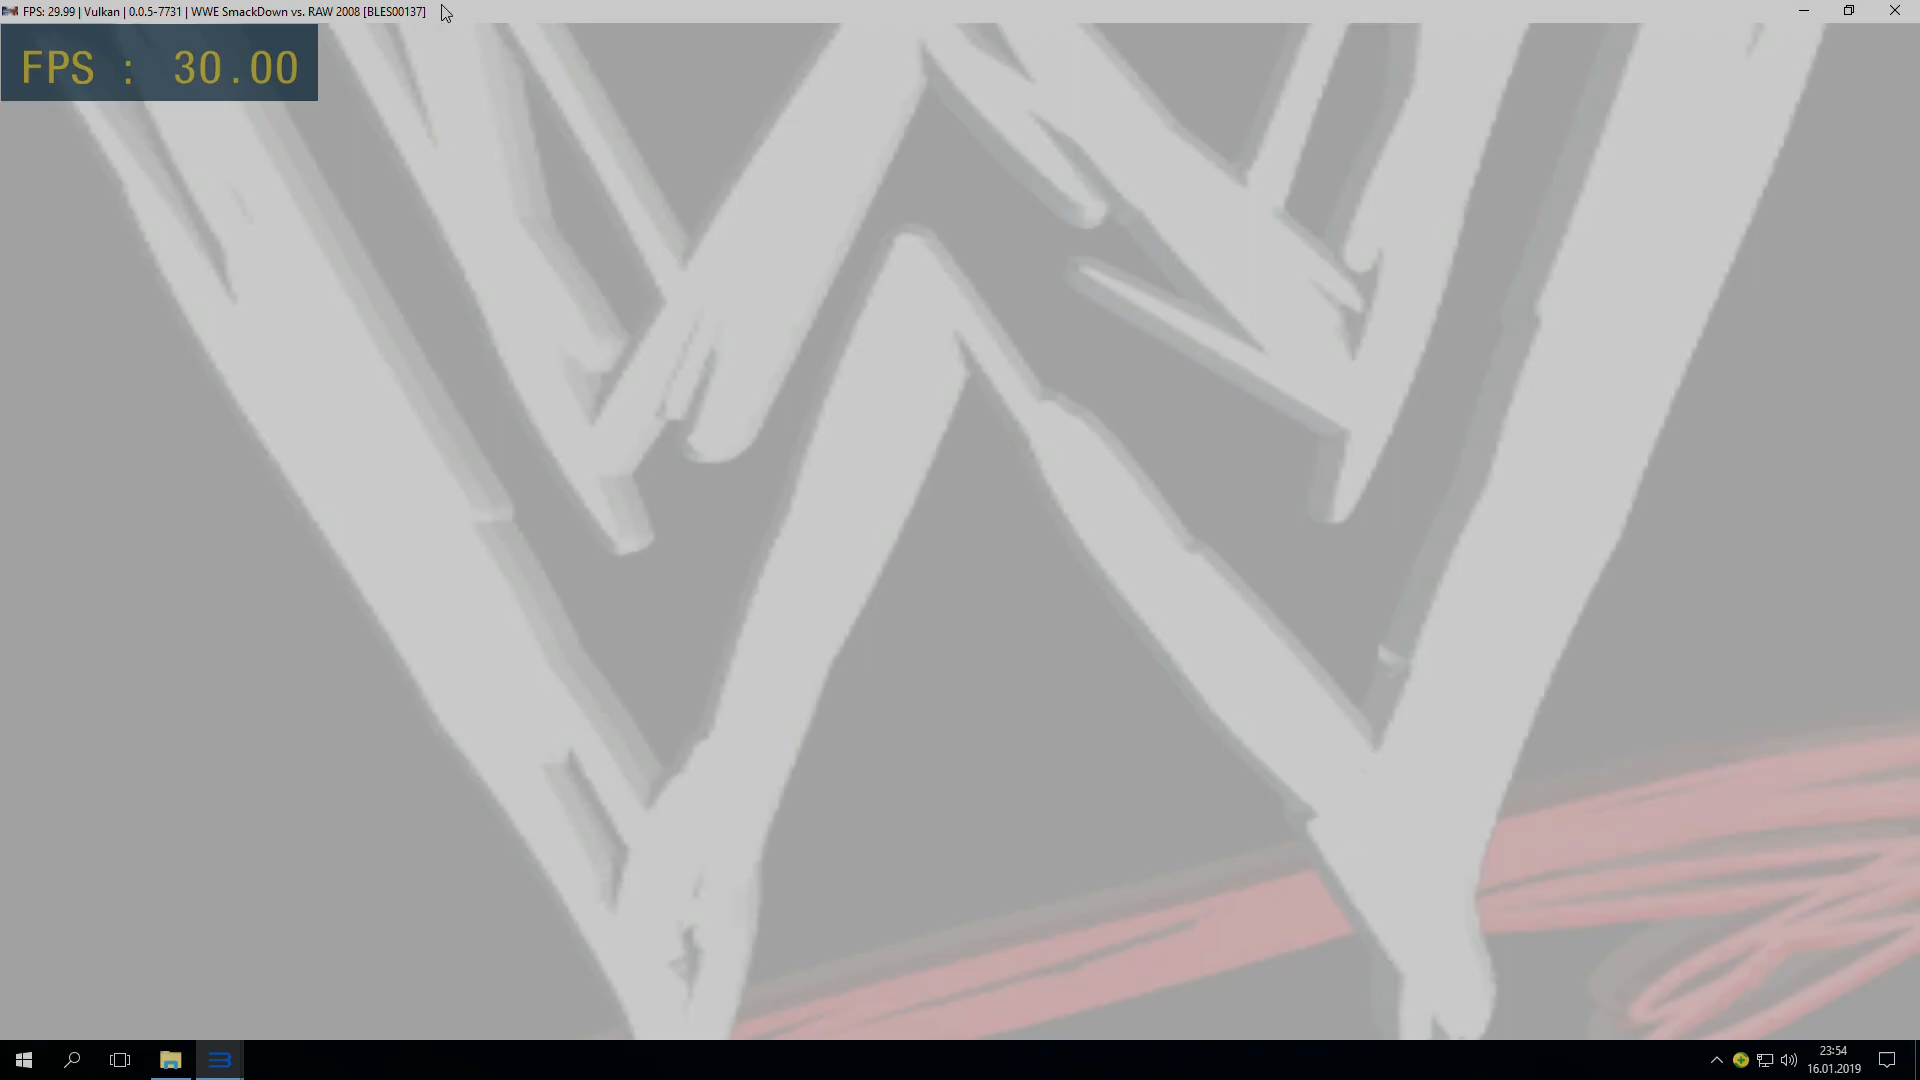 FPS: 29.99 | Vulkan | 0.0.5-7731 | WWE SmackDown vs. RAW 2008 [BLES00137]
FPS : 30.00
23:54
16.01.2019